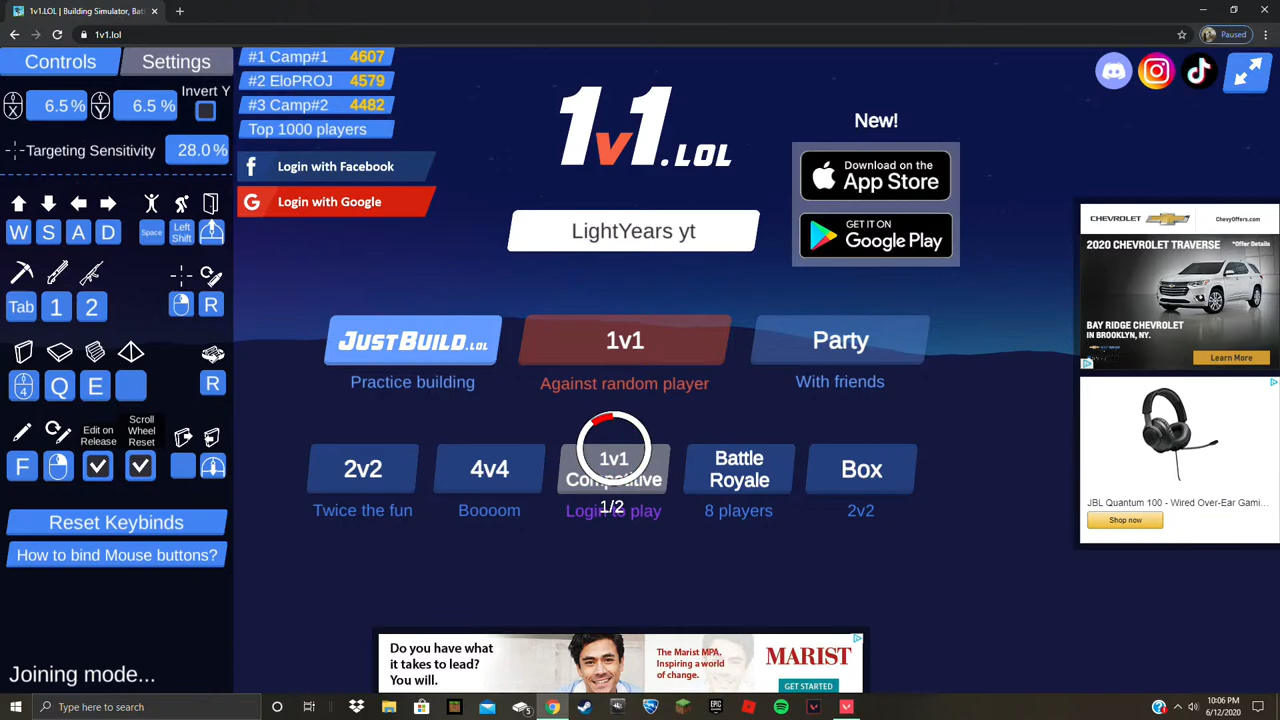 1v1.LOL | Building Simulator, Bat
Paused
1v1.lol
Controls
Settings
#1 Camp#1 4607
#2 EloPROJ 4579
#3 Camp#2 4482
Top 1000 players
Invert Y
X 6.5 % Y 6.5 %
Targeting Sensitivity 28.0 %
Login with Facebook
Login with Google
1v1.LOL
LightYears yt
New!
Download on the
App Store
GET IT ON
Google Play
W S A D Space Left Shift
Tab 1 2 R
4 Q E R
Edit on Release
Scroll Wheel Reset
F
Reset Keybinds
How to bind Mouse buttons?
JUSTBUILD.LOL
Practice building
1v1
Against random player
Party
With friends
2v2
Twice the fun
4v4
Boooom
1v1
Competitive
1/2
Login to play
Battle
Royale
8 players
Box
2v2
CHEVROLET
ChevyOffers.com
2020 CHEVROLET TRAVERSE
*Offer Details
BAY RIDGE CHEVROLET
IN BROOKLYN, NY.
Learn More
JBL Quantum 100 - Wired Over-Ear Gami...
Shop now
Do you have what
it takes to lead?
You will.
The Marist MPA.
Inspiring a world
of change.
MARIST
GET STARTED
Joining mode...
Type here to search
5
EPIC
10:06 PM
6/12/2020